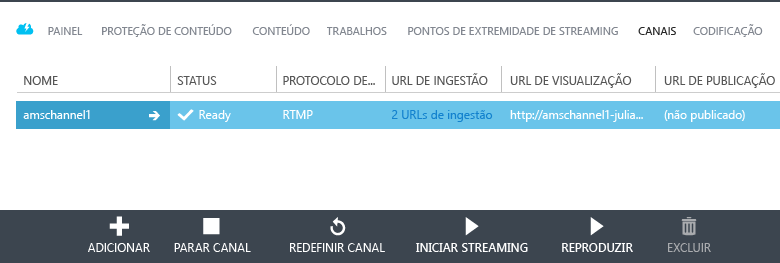 PAINEL PROTEÇÃO DE CONTEÚDO CONTEÚDO TRABALHOS PONTOS DE EXTREMIDADE DE STREAMING CANAIS CODIFICAÇÃO
NOME STATUS PROTOCOLO DE... URL DE INGESTÃO URL DE VISUALIZAÇÃO URL DE PUBLICAÇÃO
amschannel1 Ready RTMP 2 URLs de ingestão http://amschannel1-julia... (não publicado)
ADICIONAR PARAR CANAL REDEFINIR CANAL INICIAR STREAMING REPRODUZIR EXCLUIR